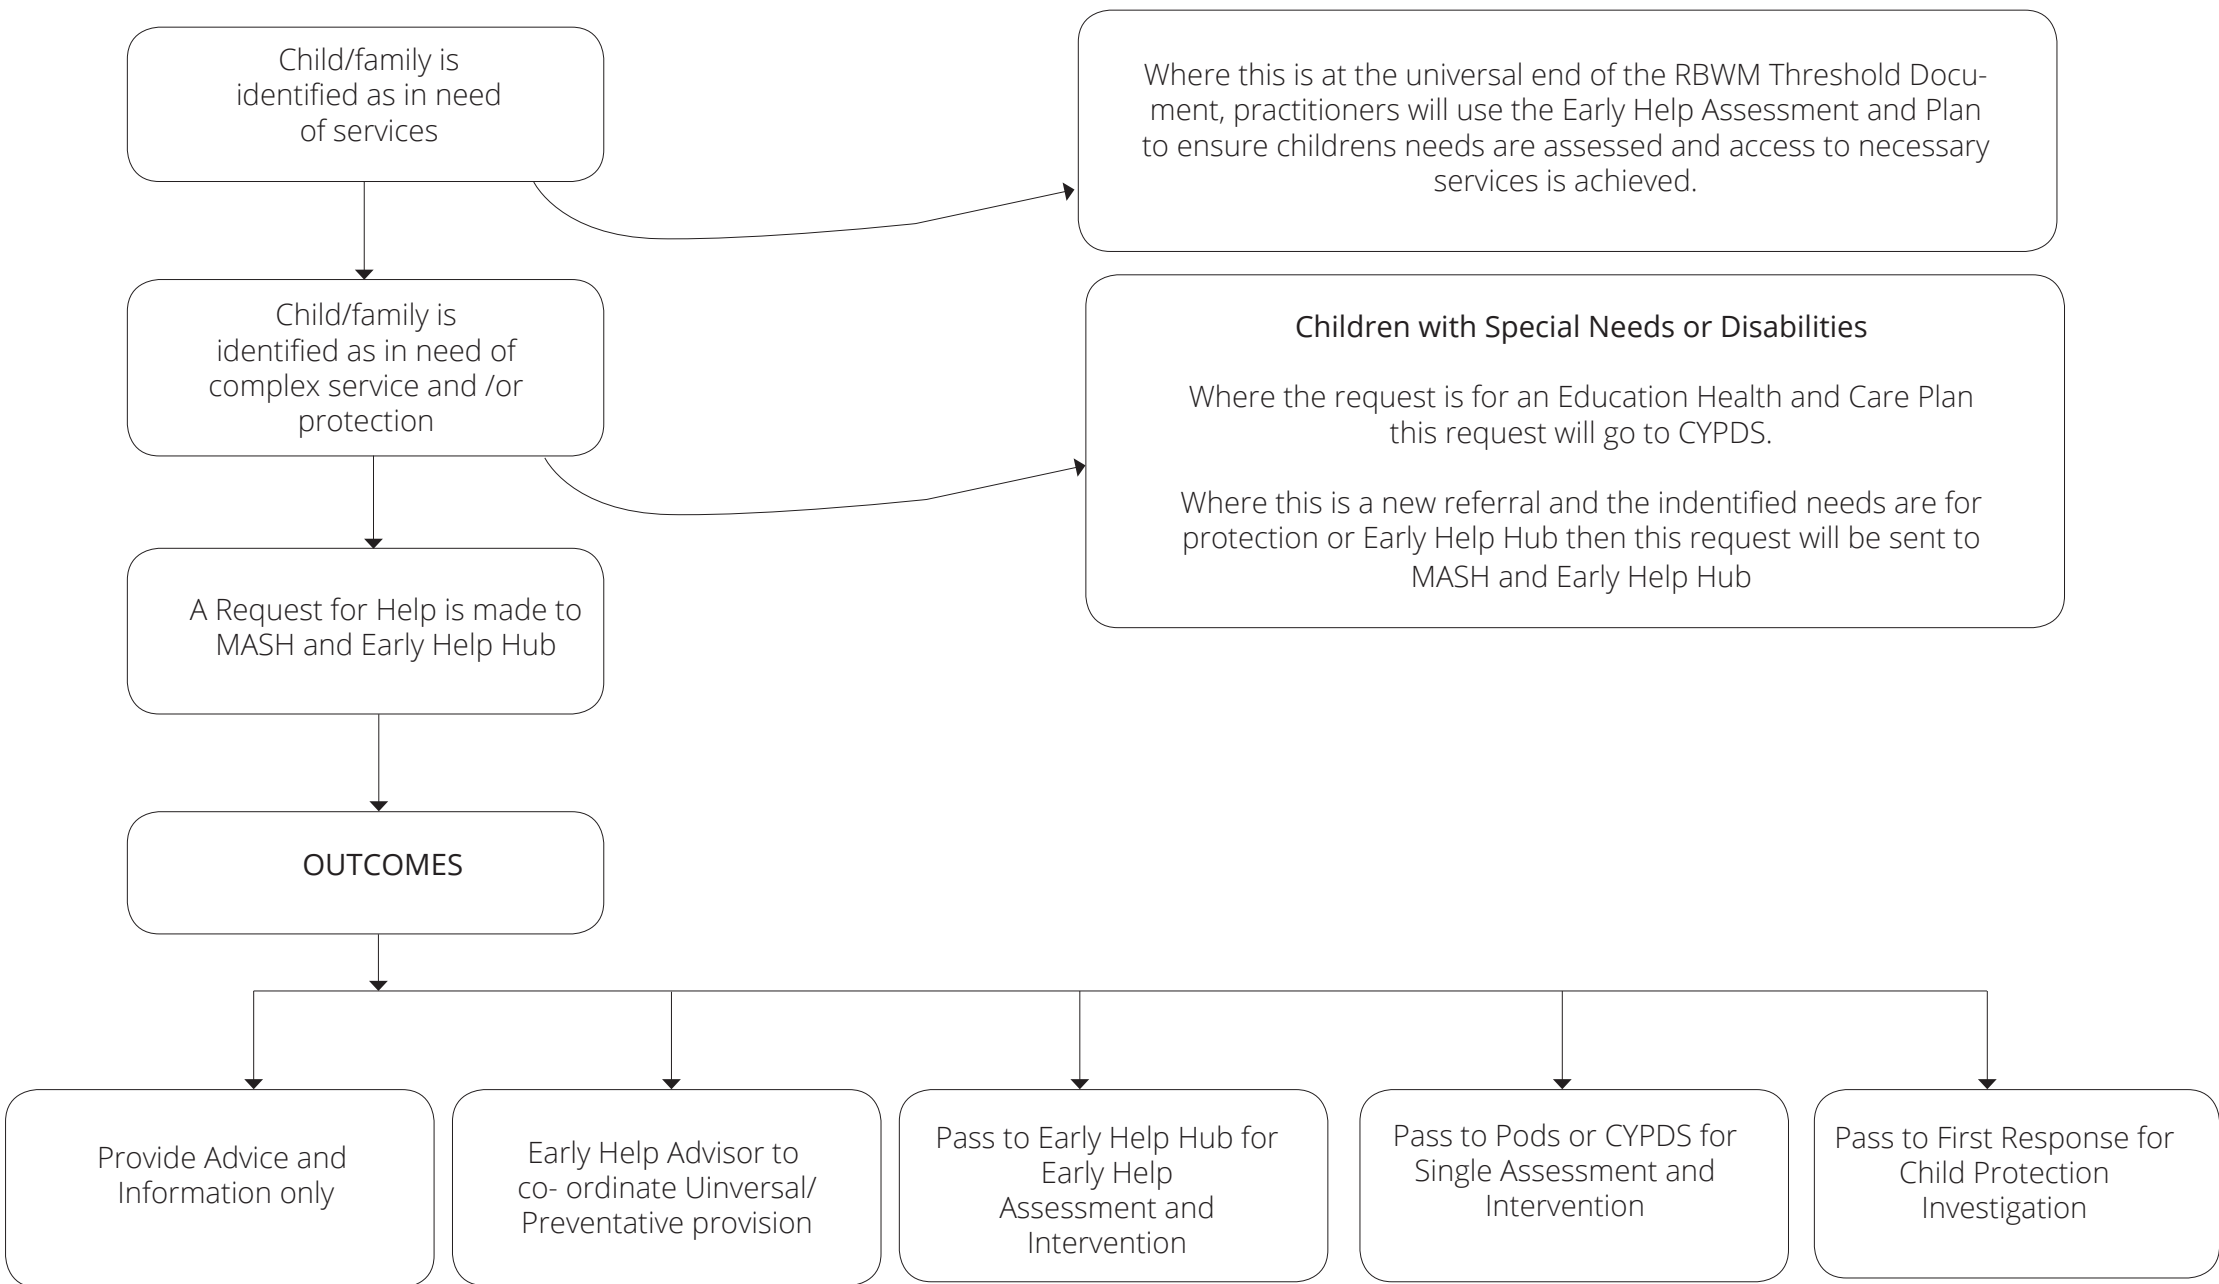 Child/family is
identified as in need
of services
Where this is at the universal end of the RBWM Threshold Docu-
ment, practitioners will use the Early Help Assessment and Plan
to ensure childrens needs are assessed and access to necessary
services is achieved.
Child/family is
identified as in need of
complex service and /or
protection
Children with Special Needs or Disabilities
Where the request is for an Education Health and Care Plan
this request will go to CYPDS.
Where this is a new referral and the indentified needs are for
protection or Early Help Hub then this request will be sent to
MASH and Early Help Hub
A Request for Help is made to
MASH and Early Help Hub
OUTCOMES
Provide Advice and
Information only
Early Help Advisor to
co- ordinate Uinversal/
Preventative provision
Pass to Early Help Hub for
Early Help
Assessment and
Intervention
Pass to Pods or CYPDS for
Single Assessment and
Intervention
Pass to First Response for
Child Protection
Investigation